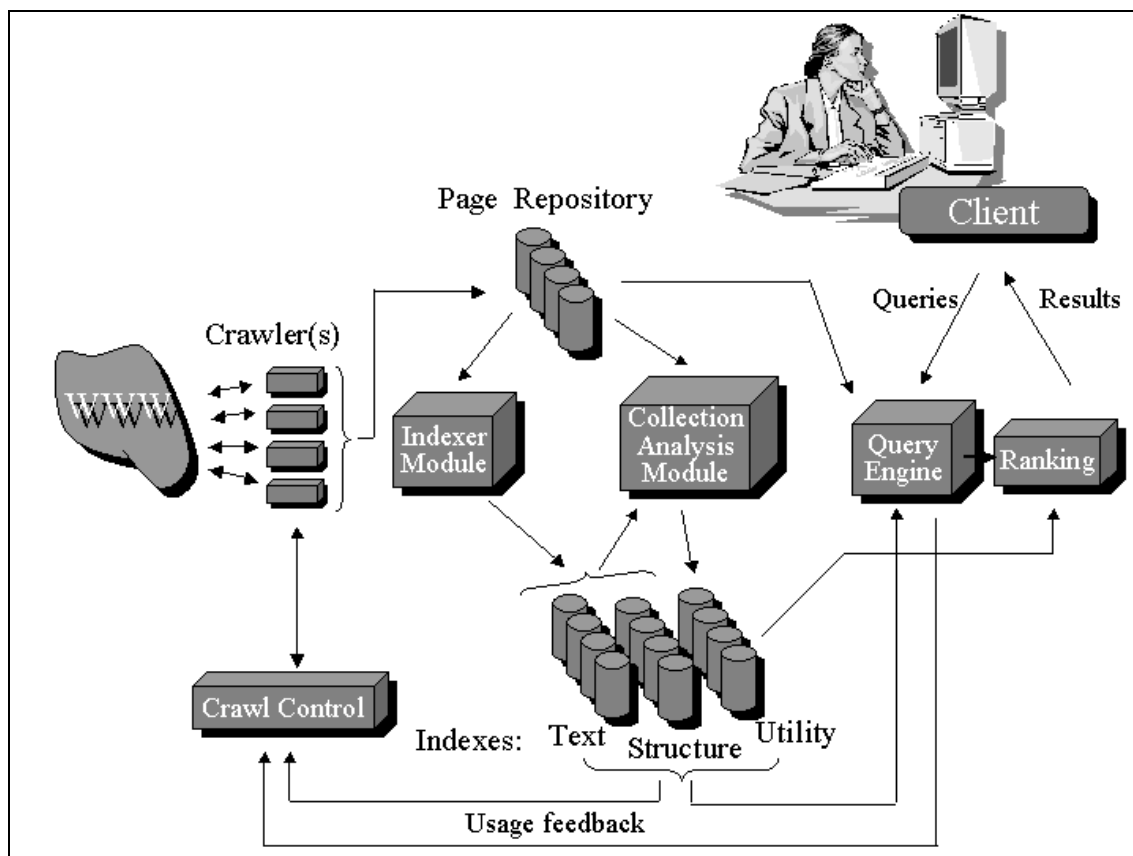 Client
Page Repository
Queries
Results
Crawler(s)
WWW
Indexer
Module
Collection
Analysis
Module
Query
Engine
Ranking
Crawl Control
Indexes:
Text
Structure
Utility
Usage feedback